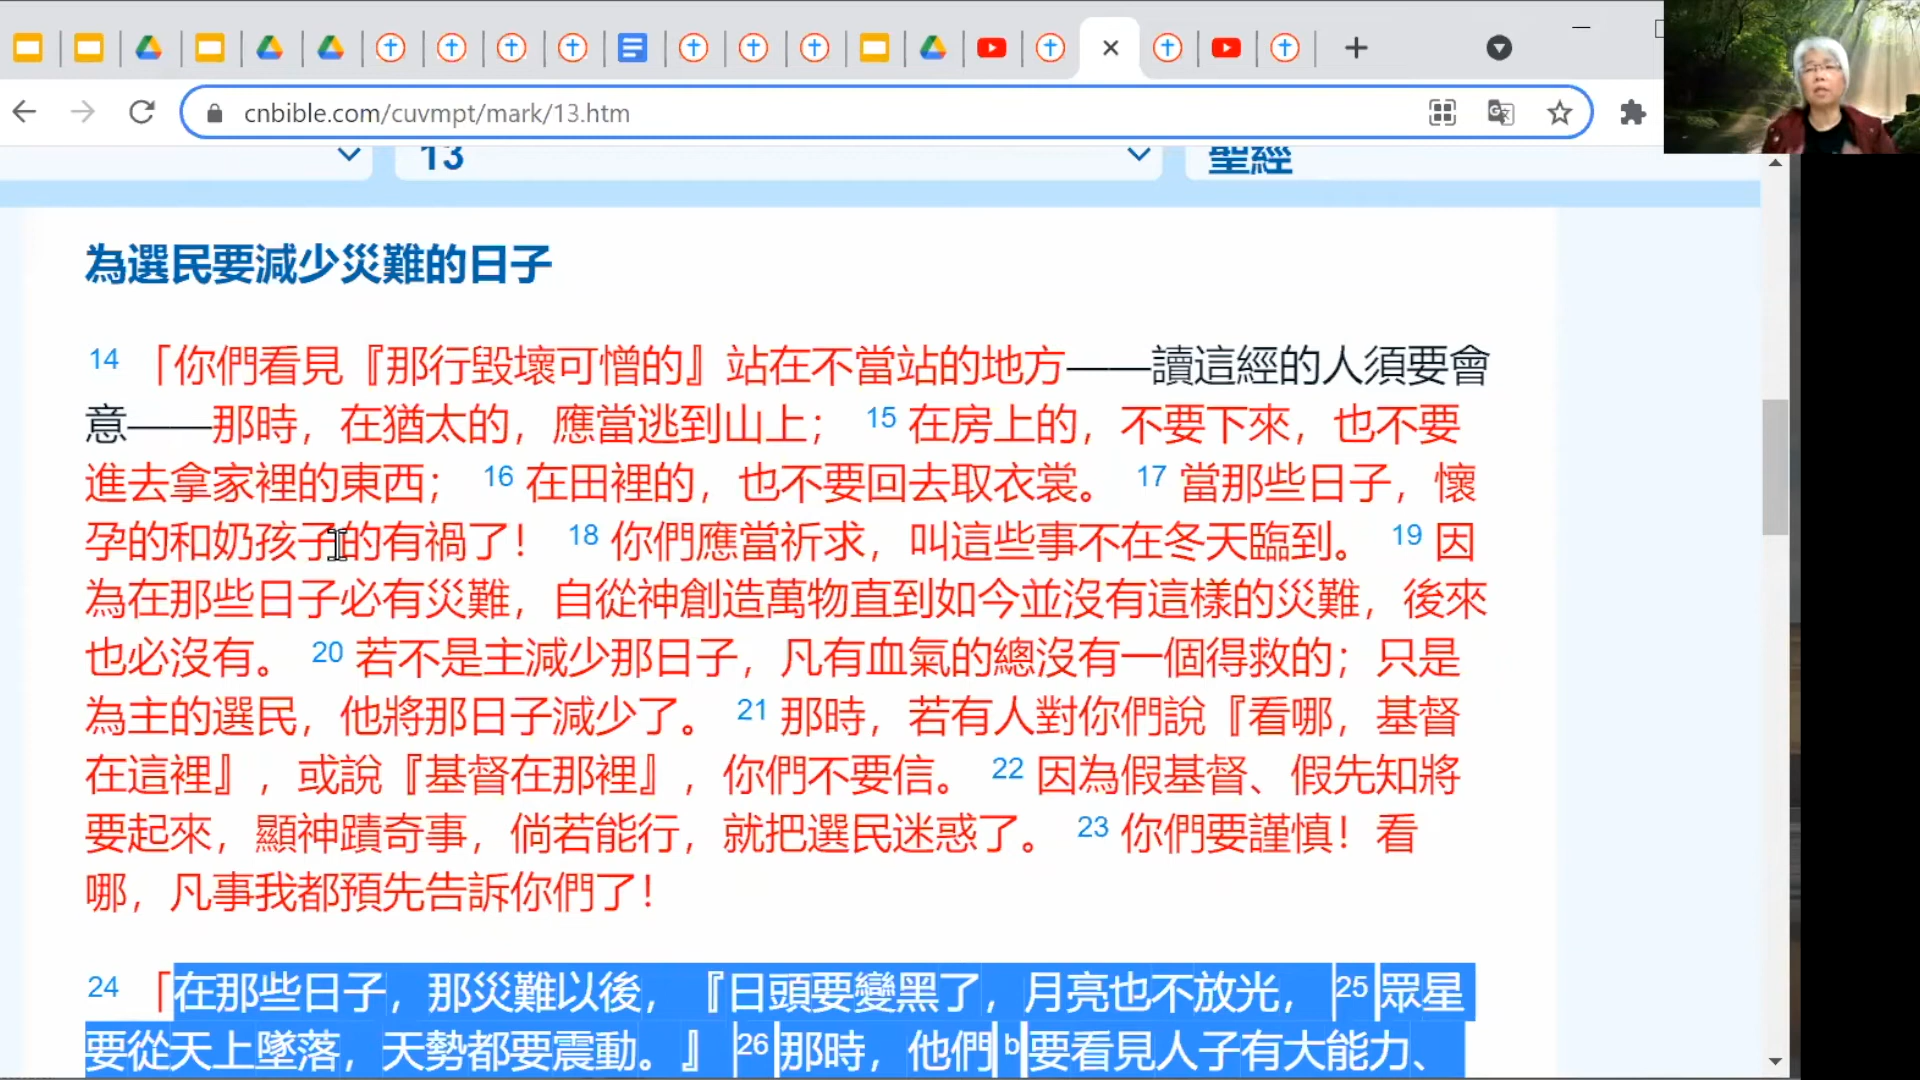 cnbible.com/cuvmpt/mark/13.htm
13
聖經
為選民要減少災難的日子
14 「你們看見『那行毀壞可憎的』站在不當站的地方——讀這經的人須要會
意——那時，在猶太的，應當逃到山上； 15 在房上的，不要下來，也不要
進去拿家裡的東西； 16 在田裡的，也不要回去取衣裳。 17 當那些日子，懷
孕的和奶孩子的有禍了！ 18 你們應當祈求，叫這些事不在冬天臨到。 19 因
為在那些日子必有災難，自從神創造萬物直到如今並沒有這樣的災難，後來
也必沒有。 20 若不是主減少那日子，凡有血氣的總沒有一個得救的；只是
為主的選民，他將那日子減少了。 21 那時，若有人對你們說『看哪，基督
在這裡』，或說『基督在那裡』，你們不要信。 22 因為假基督、假先知將
要起來，顯神蹟奇事，倘若能行，就把選民迷惑了。 23 你們要謹慎！看
哪，凡事我都預先告訴你們了！
24 「在那些日子，那災難以後，『日頭要變黑了，月亮也不放光， 25 眾星
要從天上墜落，天勢都要震動。』 26 那時，他們 b 要看見人子有大能力、